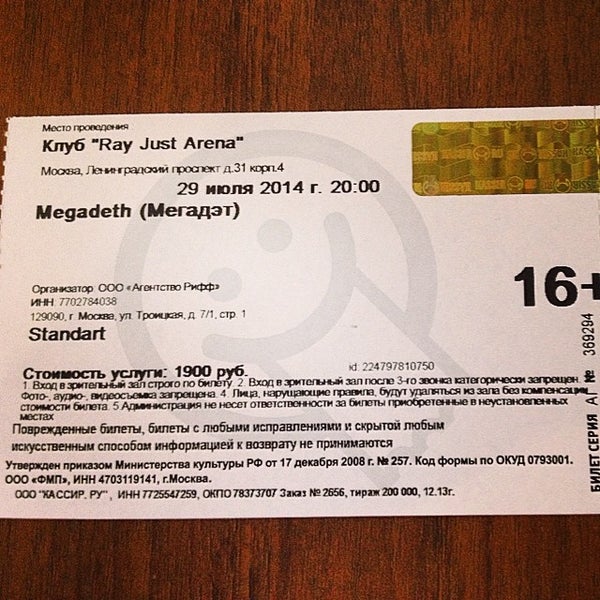 Место проведения
Клуб "Ray Just Arena"
Москва, Ленинградский проспект д.31 корп.4
29 июля 2014 г. 20:00
Megadeth (Мегадэт)
16+
Организатор ООО «Агентство Рифф»
ИНН 7702784038
129090, г. Москва, ул. Троицкая, д. 7/1, стр. 1
Standart
Стоимость услуги: 1900 руб.
id: 224797810750
1. Вход в зрительный зал строго по билету. 2. Вход в зрительный зал после 3-го звонка категорически запрещен.
Фото-, аудио-, видеосъемка запрещена. 4. Лица, нарушающие правила, будут удаляться из зала без компенсации
стоимости билета. 5 Администрация не несет ответственности за билеты приобретенные в неустановленных
местах
Поврежденные билеты, билеты с любыми исправлениями и скрытой любым
искусственным способом информацией к возврату не принимаются
Утвержден приказом Министерства культуры РФ от 17 декабря 2008 г. № 257. Код формы по ОКУД 0793001.
ООО «ФМП», ИНН 4703119141, г.Москва.
ООО "КАССИР. РУ" , ИНН 7725547259, ОКПО 78373707 Заказ № 2656, тираж 200 000, 12.13г.
БИЛЕТ СЕРИЯ АГ № 369294